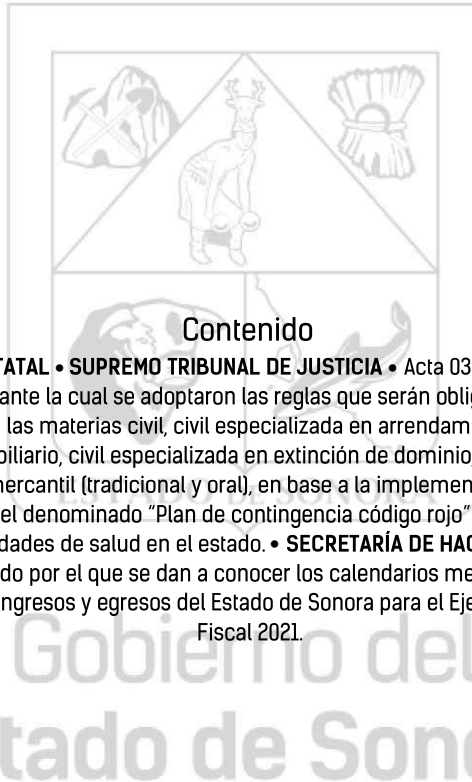 Contenido
TATAL • SUPREMO TRIBUNAL DE JUSTICIA • Acta 03
ante la cual se adoptaron las reglas que serán oblig
las materias civil, civil especializada en arrendam
biliario, civil especializada en extinción de dominio,
mercantil (tradicional y oral), en base a la implemen
el denominado “Plan de contingencia código rojo”
dades de salud en el estado. • SECRETARÍA DE HAC
do por el que se dan a conocer los calendarios me
ingresos y egresos del Estado de Sonora para el Eje
Fiscal 2021.
ESTADO DE SONORA
Gobierno del
tado de Sono